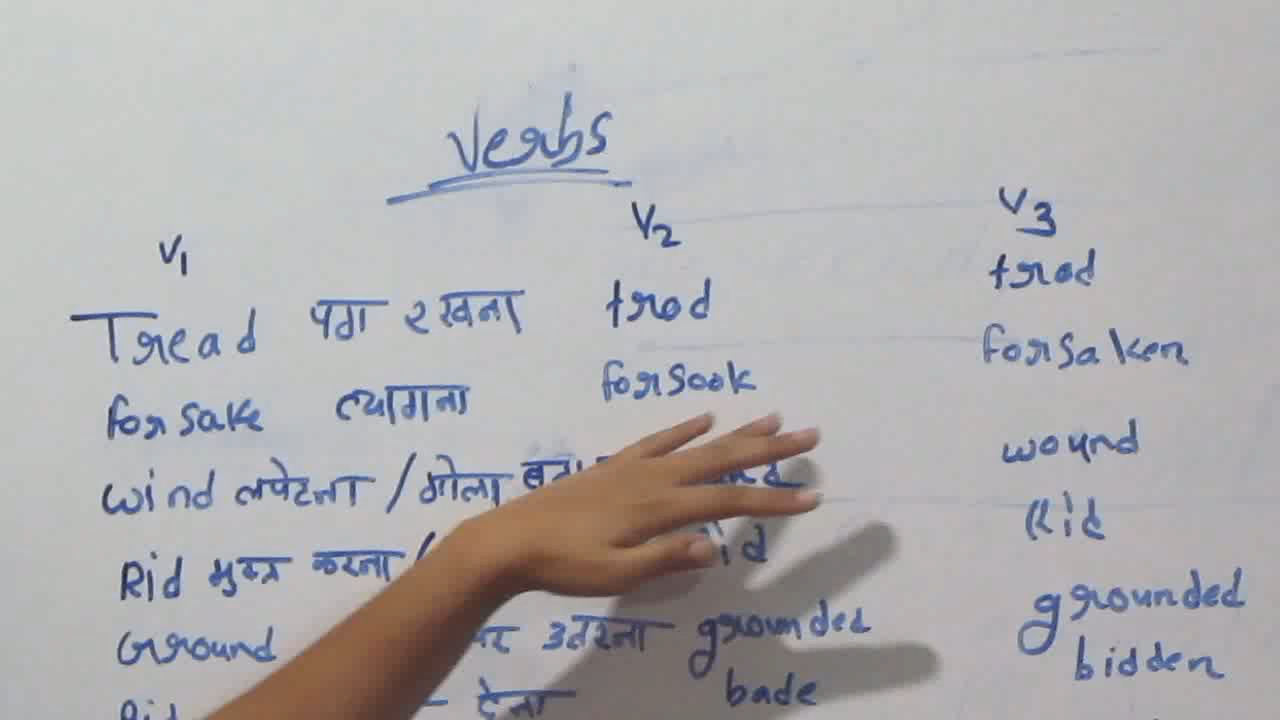 Verbs
V1 V2 V3
Tread पग रखना trod trod
forsake त्यागना forsook forsaken
wind लपेटना / गोला wound
Rid मुक्त करना / Rid
Ground उतरना grounded grounded
देना bade bidden